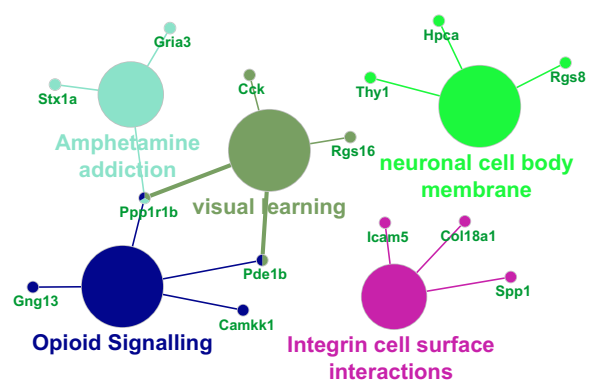 Hpca
Gria3
Rgs8
Cck
Thy1
Stx1a
Amphetamine
addiction
Rgs16
neuronal cell body
membrane
Ppp1r1b
visual learning
Icam5
Col18a1
Pde1b
Spp1
Gng13
Camkk1
Opioid Signalling
Integrin cell surface
interactions